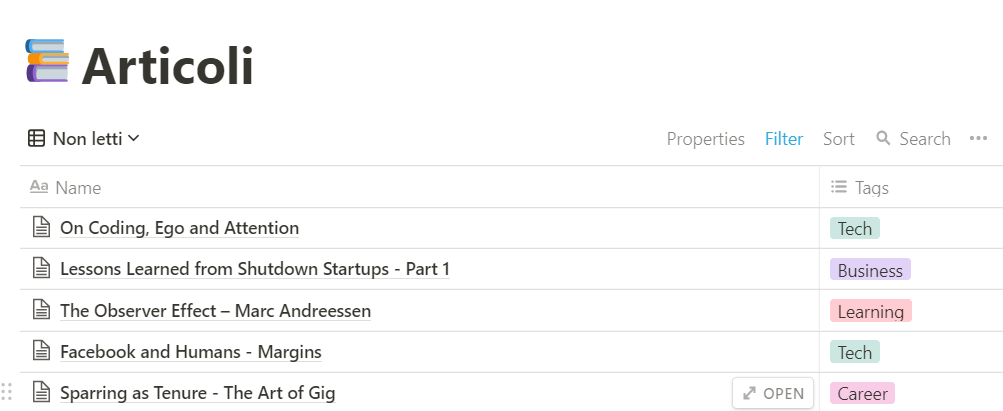 Articoli
Non letti
Properties Filter Sort Search
Aa Name Tags
On Coding, Ego and Attention Tech
Lessons Learned from Shutdown Startups - Part 1 Business
The Observer Effect – Marc Andreessen Learning
Facebook and Humans - Margins Tech
Sparring as Tenure - The Art of Gig OPEN Career